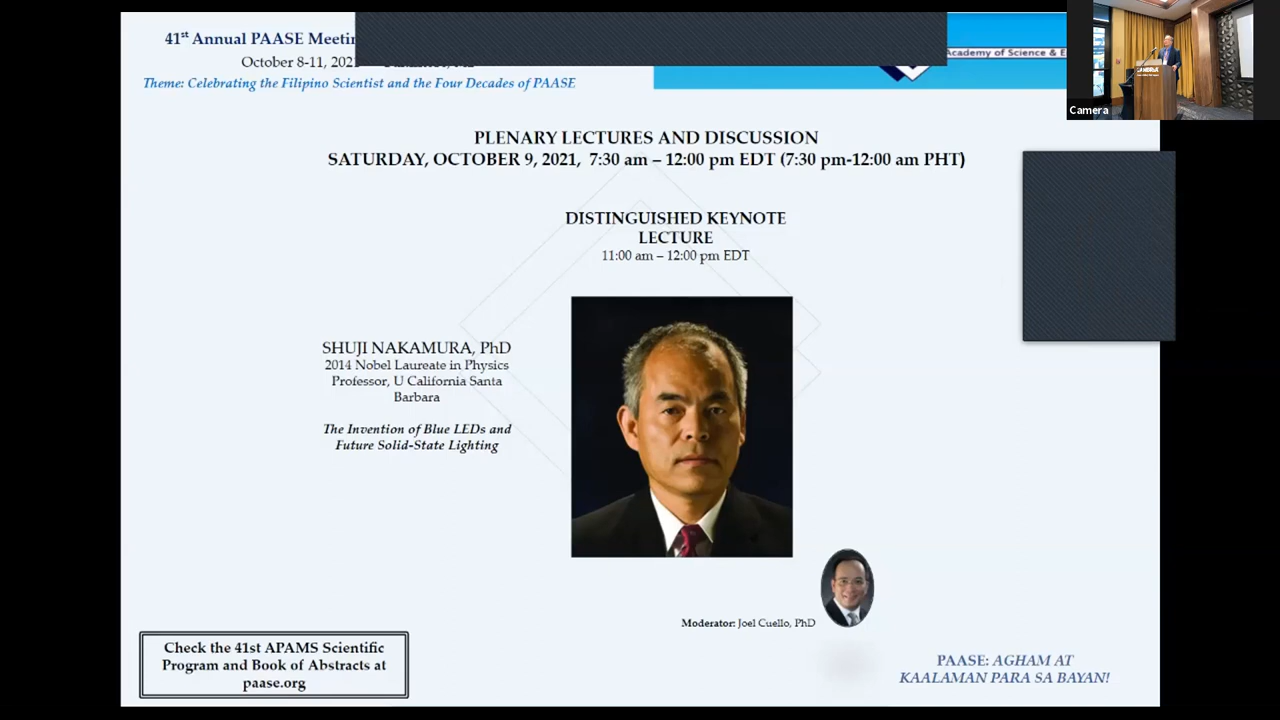 41st Annual PAASE Meetin
October 8-11, 202
Theme: Celebrating the Filipino Scientist and the Four Decades of PAASE
Academy of Science & E
Camera
PLENARY LECTURES AND DISCUSSION
SATURDAY, OCTOBER 9, 2021, 7:30 am – 12:00 pm EDT (7:30 pm-12:00 am PHT)
DISTINGUISHED KEYNOTE
LECTURE
11:00 am – 12:00 pm EDT
SHUJI NAKAMURA, PhD
2014 Nobel Laureate in Physics
Professor, U California Santa
Barbara
The Invention of Blue LEDs and
Future Solid-State Lighting
Moderator: Joel Cuello, PhD
Check the 41st APAMS Scientific
Program and Book of Abstracts at
paase.org
PAASE: AGHAM AT
KAALAMAN PARA SA BAYAN!